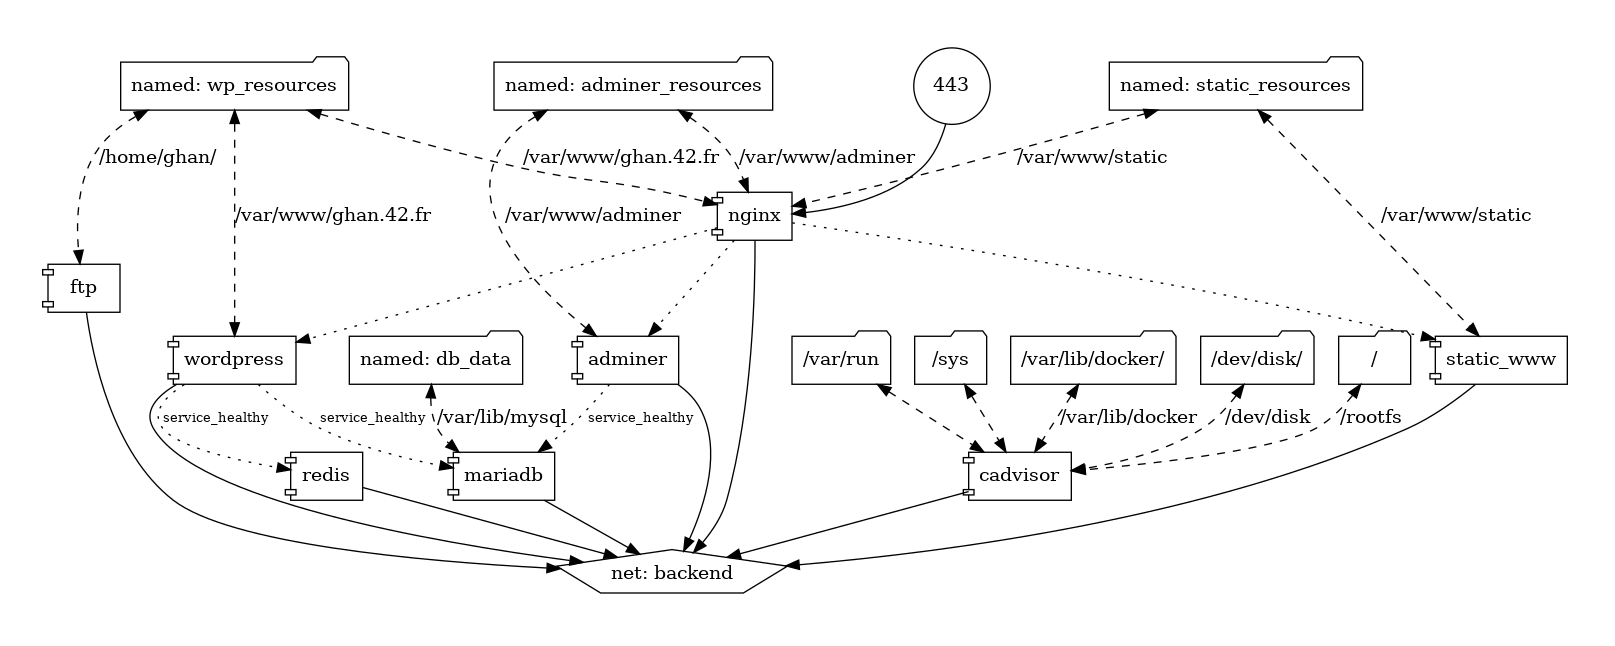 named: wp_resources
named: adminer_resources
443
named: static_resources
/home/ghan/
/var/www/ghan.42.fr
/var/www/adminer
/var/www/static
/var/www/ghan.42.fr
/var/www/adminer
nginx
/var/www/static
ftp
wordpress
named: db_data
adminer
/var/run
/sys
/var/lib/docker/
/dev/disk/
/
static_www
service_healthy
service_healthy
/var/lib/mysql
service_healthy
/var/lib/docker
/dev/disk
/rootfs
redis
mariadb
cadvisor
net: backend